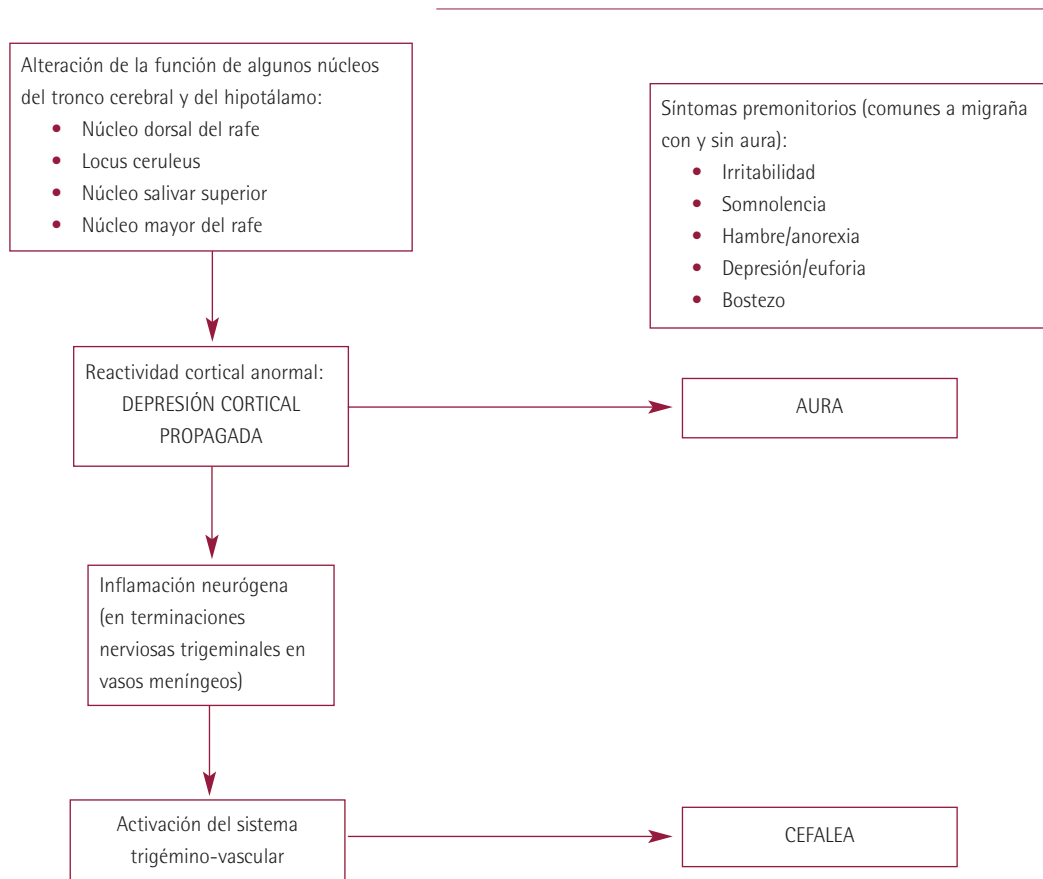 Alteración de la función de algunos núcleos
del tronco cerebral y del hipotálamo:
• Núcleo dorsal del rafe
• Locus ceruleus
• Núcleo salivar superior
• Núcleo mayor del rafe
Síntomas premonitorios (comunes a migraña
con y sin aura):
• Irritabilidad
• Somnolencia
• Hambre/anorexia
• Depresión/euforia
• Bostezo
Reactividad cortical anormal:
DEPRESIÓN CORTICAL
PROPAGADA
AURA
Inflamación neurógena
(en terminaciones
nerviosas trigeminales en
vasos meníngeos)
Activación del sistema
trigémino-vascular
CEFALEA